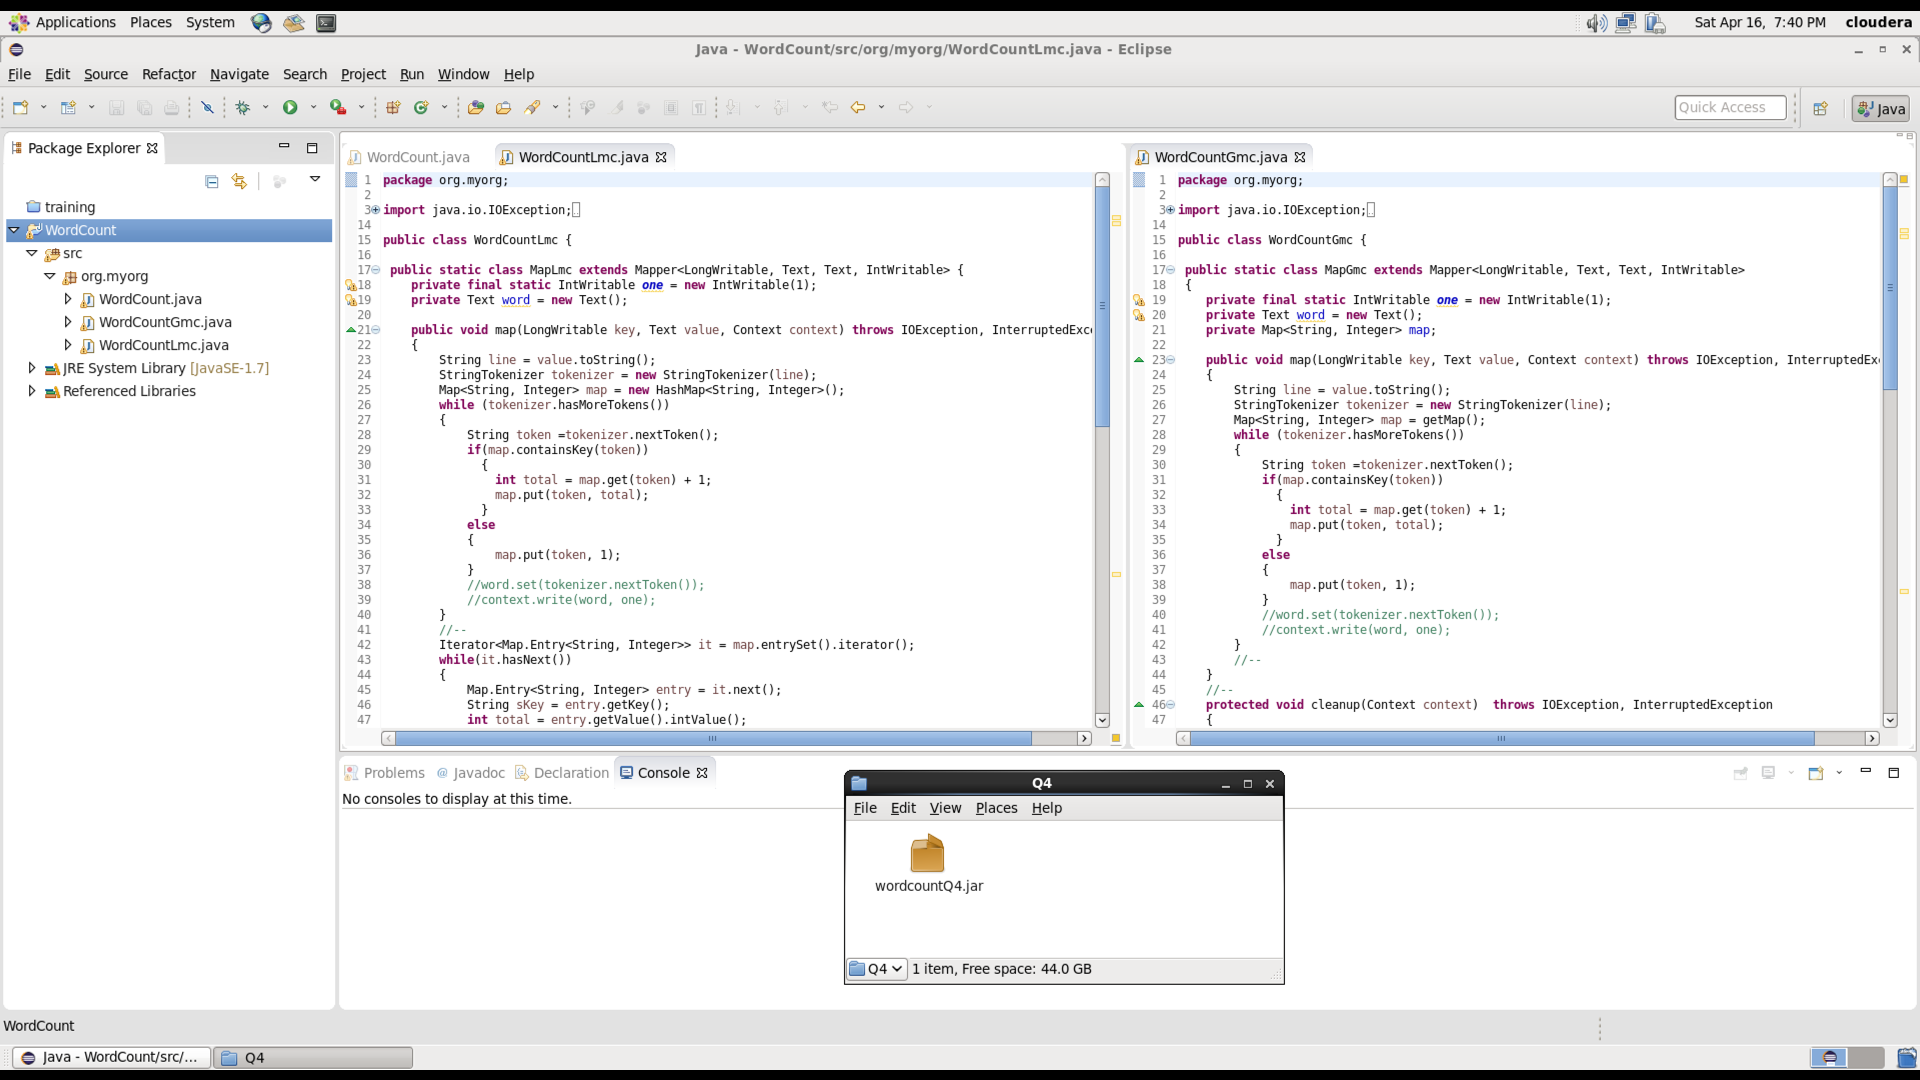 Applications Places System Sat Apr 16, 7:40 PM cloudera
Java - WordCount/src/org/myorg/WordCountLmc.java - Eclipse
File Edit Source Refactor Navigate Search Project Run Window Help
Quick Access Java
Package Explorer
training
WordCount
src
org.myorg
WordCount.java
WordCountGmc.java
WordCountLmc.java
JRE System Library [JavaSE-1.7]
Referenced Libraries
WordCount.java WordCountLmc.java
1 package org.myorg;
2
3 import java.io.IOException;
14
15 public class WordCountLmc {
16
17 public static class MapLmc extends Mapper<LongWritable, Text, Text, IntWritable> {
18 private final static IntWritable one = new IntWritable(1);
19 private Text word = new Text();
20
21 public void map(LongWritable key, Text value, Context context) throws IOException, InterruptedExc
22 {
23 String line = value.toString();
24 StringTokenizer tokenizer = new StringTokenizer(line);
25 Map<String, Integer> map = new HashMap<String, Integer>();
26 while (tokenizer.hasMoreTokens())
27 {
28 String token =tokenizer.nextToken();
29 if(map.containsKey(token))
30 {
31 int total = map.get(token) + 1;
32 map.put(token, total);
33 }
34 else
35 {
36 map.put(token, 1);
37 }
38 //word.set(tokenizer.nextToken());
39 //context.write(word, one);
40 }
41 //--
42 Iterator<Map.Entry<String, Integer>> it = map.entrySet().iterator();
43 while(it.hasNext())
44 {
45 Map.Entry<String, Integer> entry = it.next();
46 String sKey = entry.getKey();
47 int total = entry.getValue().intValue();
WordCountGmc.java
1 package org.myorg;
2
3 import java.io.IOException;
14
15 public class WordCountGmc {
16
17 public static class MapGmc extends Mapper<LongWritable, Text, Text, IntWritable>
18 {
19 private final static IntWritable one = new IntWritable(1);
20 private Text word = new Text();
21 private Map<String, Integer> map;
22
23 public void map(LongWritable key, Text value, Context context) throws IOException, InterruptedEx
24 {
25 String line = value.toString();
26 StringTokenizer tokenizer = new StringTokenizer(line);
27 Map<String, Integer> map = getMap();
28 while (tokenizer.hasMoreTokens())
29 {
30 String token =tokenizer.nextToken();
31 if(map.containsKey(token))
32 {
33 int total = map.get(token) + 1;
34 map.put(token, total);
35 }
36 else
37 {
38 map.put(token, 1);
39 }
40 //word.set(tokenizer.nextToken());
41 //context.write(word, one);
42 }
43 //--
44 }
45 //--
46 protected void cleanup(Context context) throws IOException, InterruptedException
47 {
Problems Javadoc Declaration Console
No consoles to display at this time.
Q4
File Edit View Places Help
wordcountQ4.jar
Q4 1 item, Free space: 44.0 GB
WordCount
Java - WordCount/src/... Q4